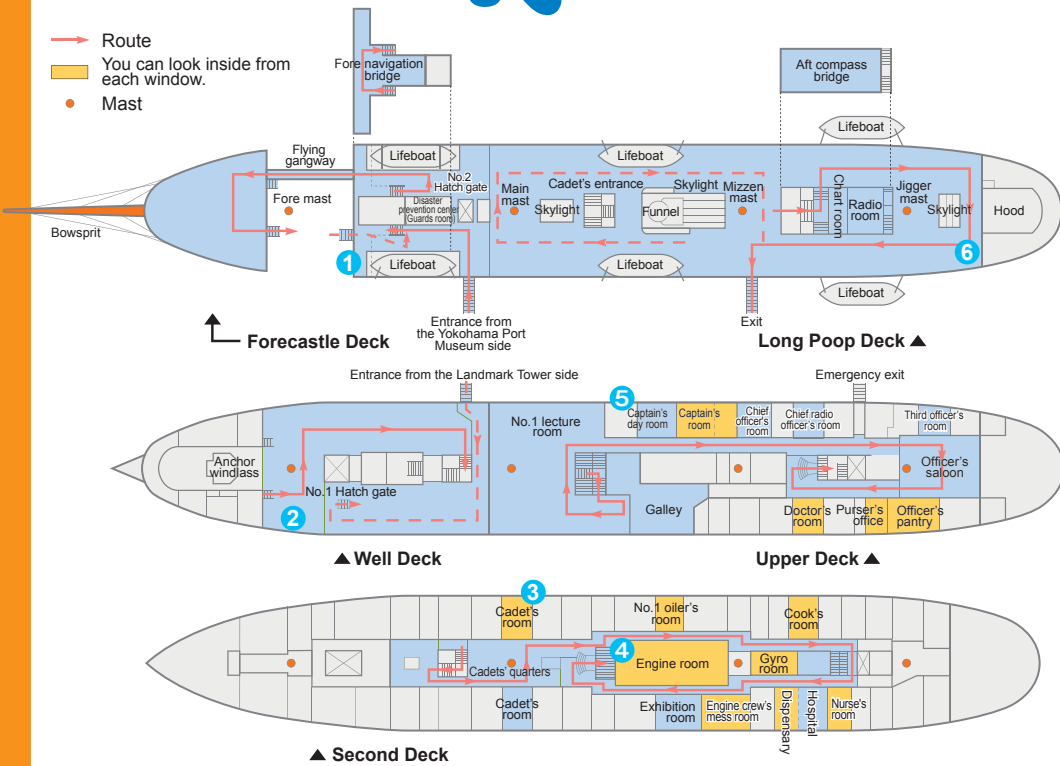 Route
You can look inside from
each window.
Mast
Fore navigation
bridge
Aft compass
bridge
Lifeboat
Flying
gangway
Lifeboat
Lifeboat
No.2
Hatch gate
Fore mast
Disaster
prevention center
(Guards room)
Main
mast
Cadet's entrance
Skylight
Skylight
Funnel
Mizzen
mast
Chart room
Radio
room
Jigger
mast
Skylight
Hood
Bowsprit
1
Lifeboat
Lifeboat
6
Lifeboat
Entrance from
the Yokohama Port
Museum side
Exit
Forecastle Deck
Long Poop Deck ▲
Entrance from the Landmark Tower side
Emergency exit
5
No.1 lecture
room
Captain's
day room
Captain's
room
Chief
officer's
room
Chief radio
officer's room
Third officer's
room
Anchor
windlass
Officer's
saloon
No.1 Hatch gate
2
Galley
Doctor's
room
Purser's
office
Officer's
pantry
▲ Well Deck
Upper Deck ▲
3
Cadet's
room
No.1 oiler's
room
Cook's
room
4
Engine room
Gyro
room
Cadets' quarters
Cadet's
room
Exhibition
room
Engine crew's
mess room
Dispensary
Hospital
Nurse's
room
▲ Second Deck